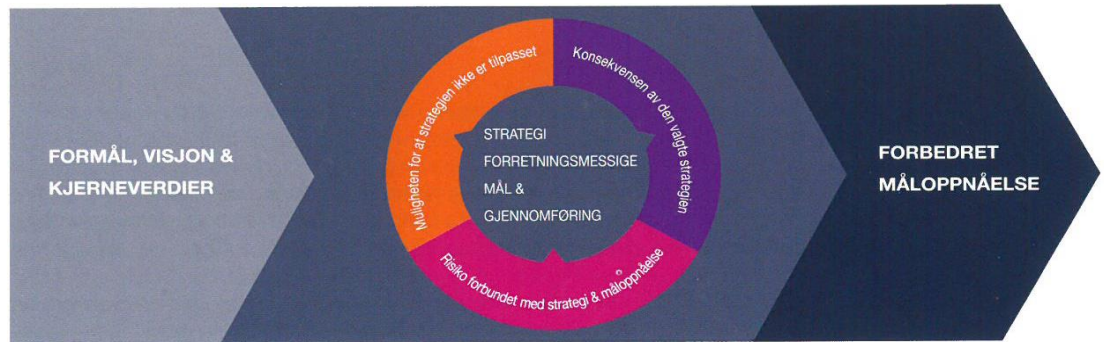 FORMÅL, VISJON &
KJERNEVERDIER
Muligheten for at strategien ikke er tilpasset
Konsekvensen av den valgte strategien
Risiko forbundet med strategi & måloppnåelse
STRATEGI
FORRETNINGSMESSIGE
MÅL &
GJENNOMFØRING
FORBEDRET
MÅLOPPNÅELSE